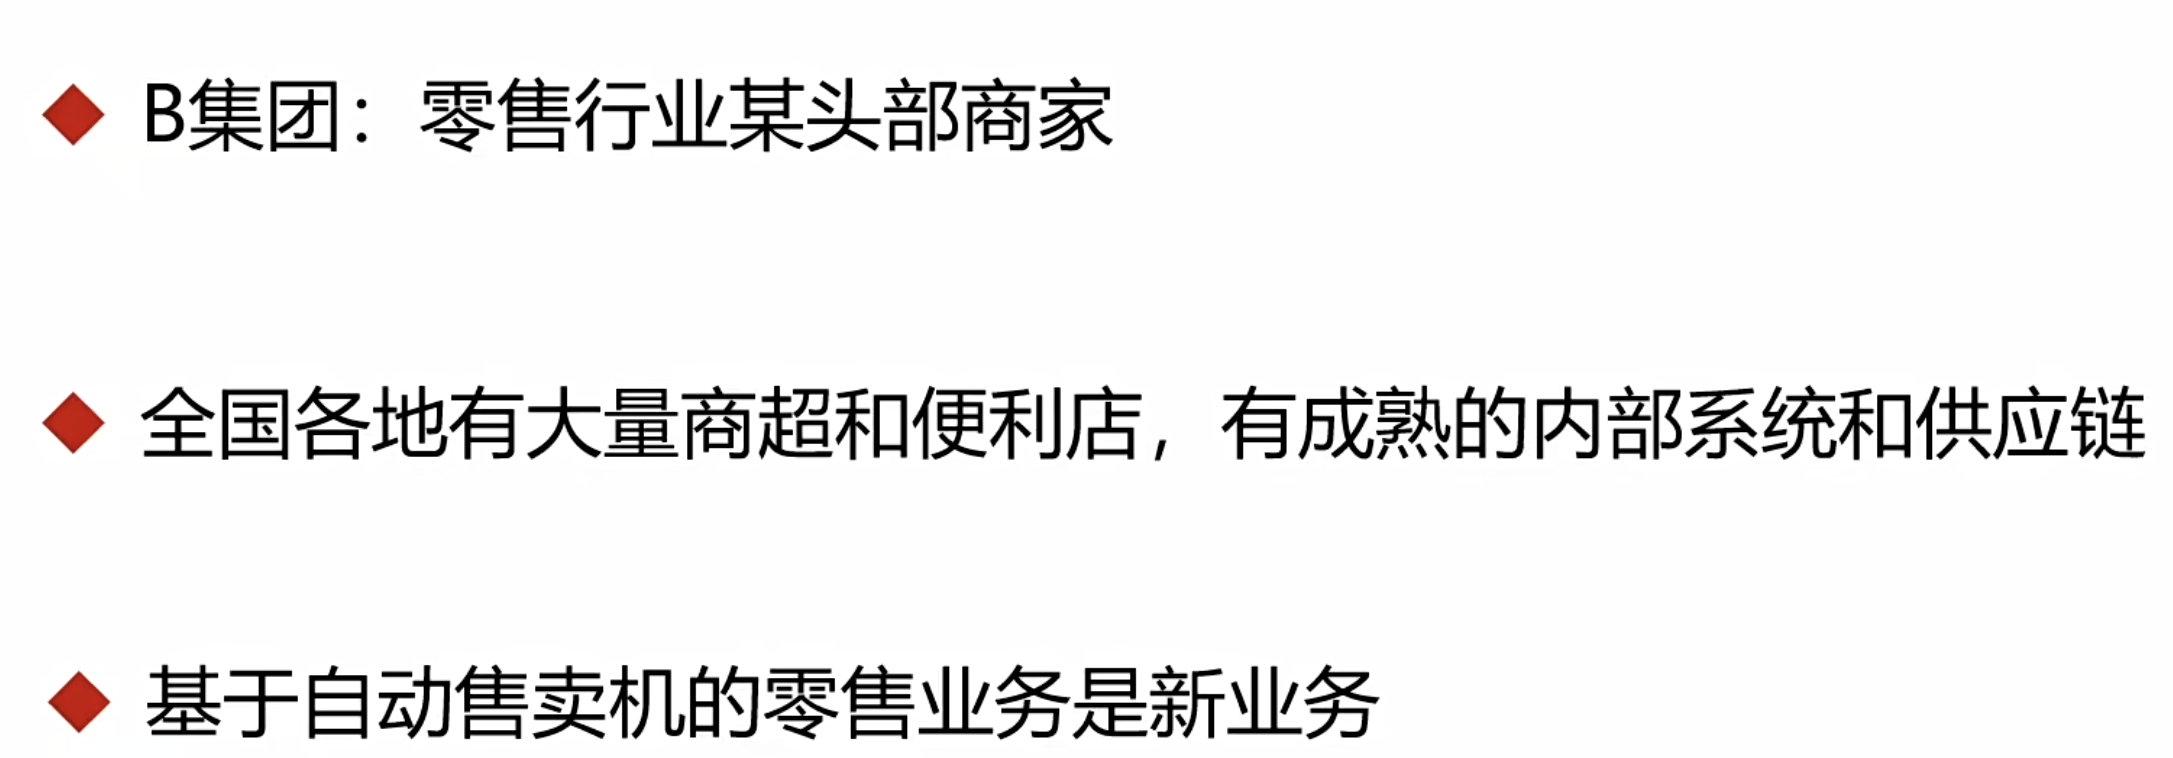 B集团：零售行业某头部商家
全国各地有大量商超和便利店，有成熟的内部系统和供应链
基于自动售卖机的零售业务是新业务